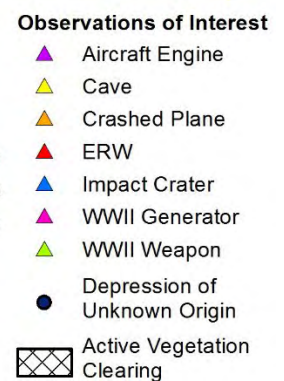 Observations of Interest
Aircraft Engine
Cave
Crashed Plane
ERW
Impact Crater
WWII Generator
WWII Weapon
Depression of
Unknown Origin
Active Vegetation
Clearing